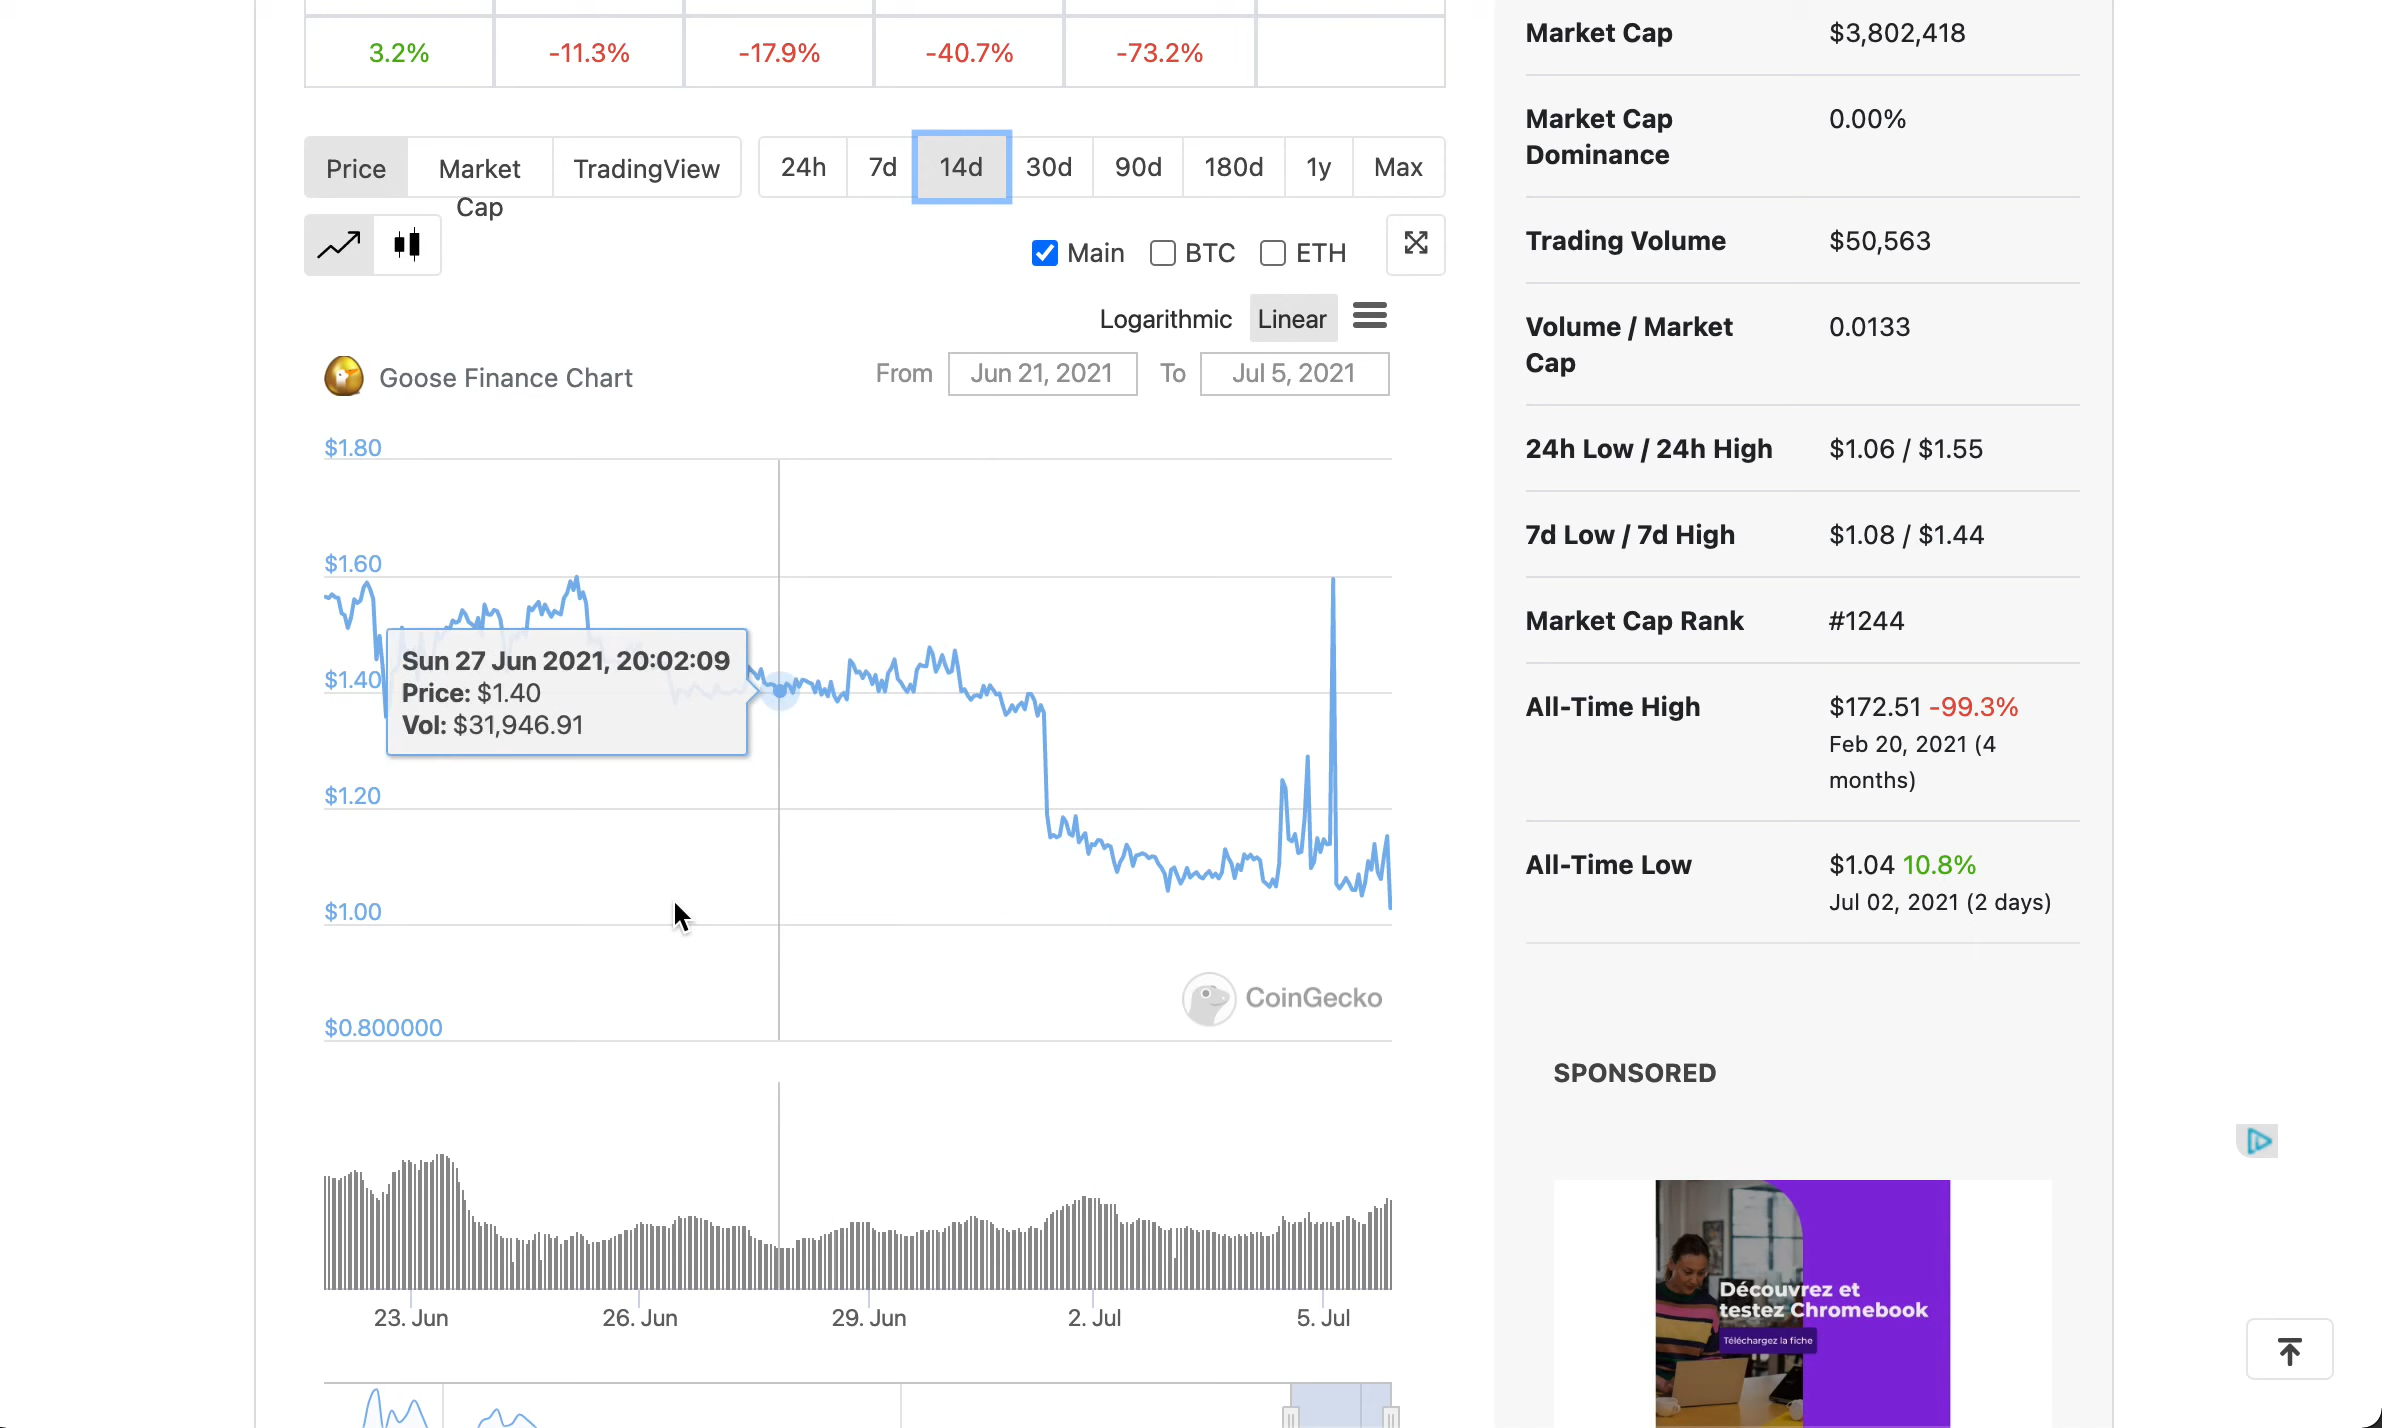 3.2% -11.3% -17.9% -40.7% -73.2%
Price Market Cap TradingView 24h 7d 14d 30d 90d 180d 1y Max
Main BTC ETH
Logarithmic Linear
Goose Finance Chart From Jun 21, 2021 To Jul 5, 2021
$1.80
$1.60
Sun 27 Jun 2021, 20:02:09
$1.40 Price: $1.40
Vol: $31,946.91
$1.20
$1.00
CoinGecko
$0.800000
23. Jun 26. Jun 29. Jun 2. Jul 5. Jul
Market Cap $3,802,418
Market Cap 0.00%
Dominance
Trading Volume $50,563
Volume / Market 0.0133
Cap
24h Low / 24h High $1.06 / $1.55
7d Low / 7d High $1.08 / $1.44
Market Cap Rank #1244
All-Time High $172.51 -99.3%
Feb 20, 2021 (4
months)
All-Time Low $1.04 10.8%
Jul 02, 2021 (2 days)
SPONSORED
Découvrez et
testez Chromebook
Téléchargez la fiche